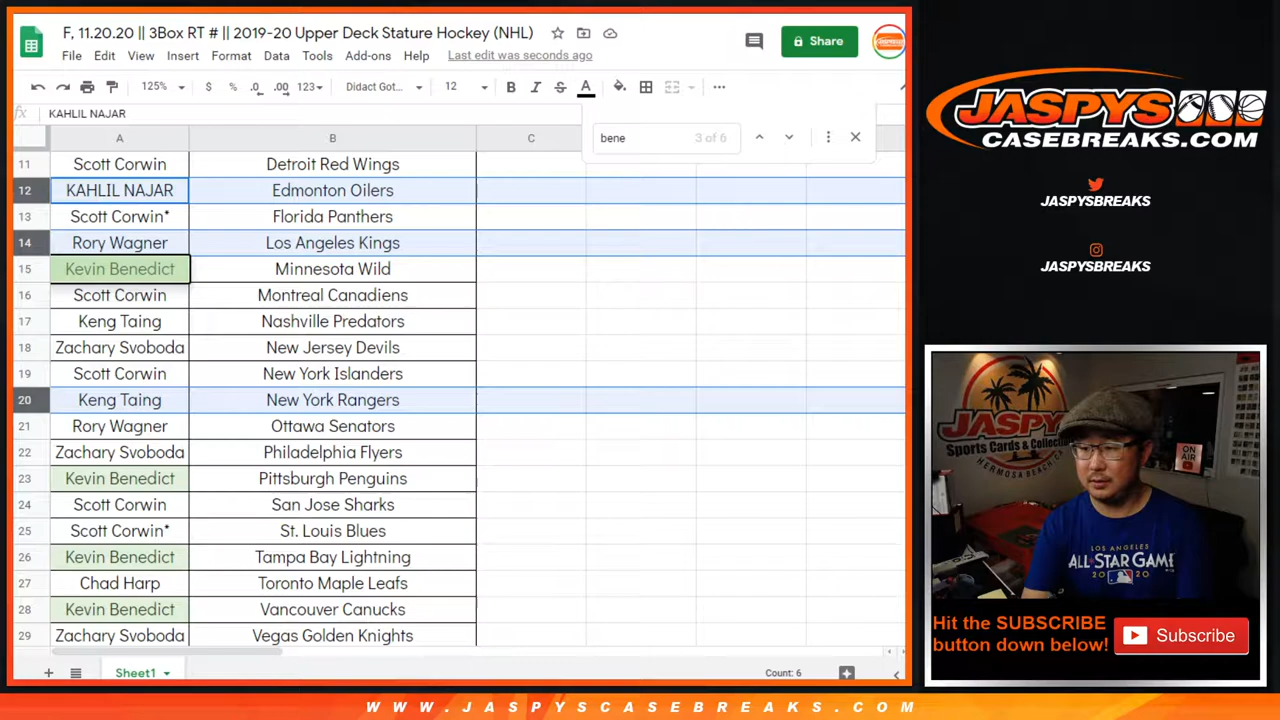 F, 11.20.20 || 3Box RT # || 2019-20 Upper Deck Stature Hockey (NHL)
File Edit View Insert Format Data Tools Add-ons Help Last edit was seconds ago
Share
125% $ % .0 .00 123 Didact Got... 12 B I S A
fx KAHLIL NAJAR
bene 3 of 6
A B C
11 Scott Corwin Detroit Red Wings
12 KAHLIL NAJAR Edmonton Oilers
13 Scott Corwin* Florida Panthers
14 Rory Wagner Los Angeles Kings
15 Kevin Benedict Minnesota Wild
16 Scott Corwin Montreal Canadiens
17 Keng Taing Nashville Predators
18 Zachary Svoboda New Jersey Devils
19 Scott Corwin New York Islanders
20 Keng Taing New York Rangers
21 Rory Wagner Ottawa Senators
22 Zachary Svoboda Philadelphia Flyers
23 Kevin Benedict Pittsburgh Penguins
24 Scott Corwin San Jose Sharks
25 Scott Corwin* St. Louis Blues
26 Kevin Benedict Tampa Bay Lightning
27 Chad Harp Toronto Maple Leafs
28 Kevin Benedict Vancouver Canucks
29 Zachary Svoboda Vegas Golden Knights
Sheet1
Count: 6
JASPYS
CASEBREAKS.COM
JASPYSBREAKS
JASPYSBREAKS
JASPY'S
Sports Cards & Collectibles
HERMOSA BEACH, CA
ON
AIR
LOS ANGELES
ALL STAR GAME
2020
Hit the SUBSCRIBE
button down below!
Subscribe
WWW.JASPYSCASEBREAKS.COM